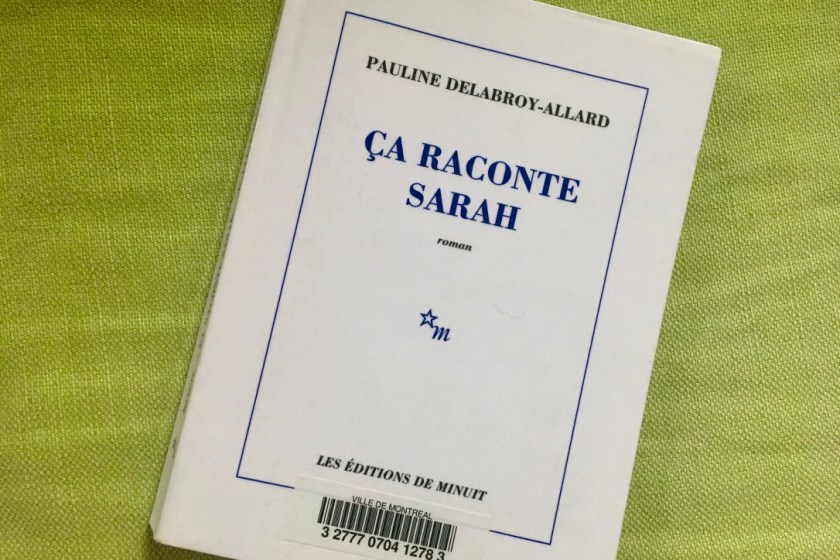 PAULINE DELABROY-ALLARD
ÇA RACONTE
SARAH
roman
m
LES ÉDITIONS DE MINUIT
VILLE DE MONTREAL
3 2777 0704 1278 3